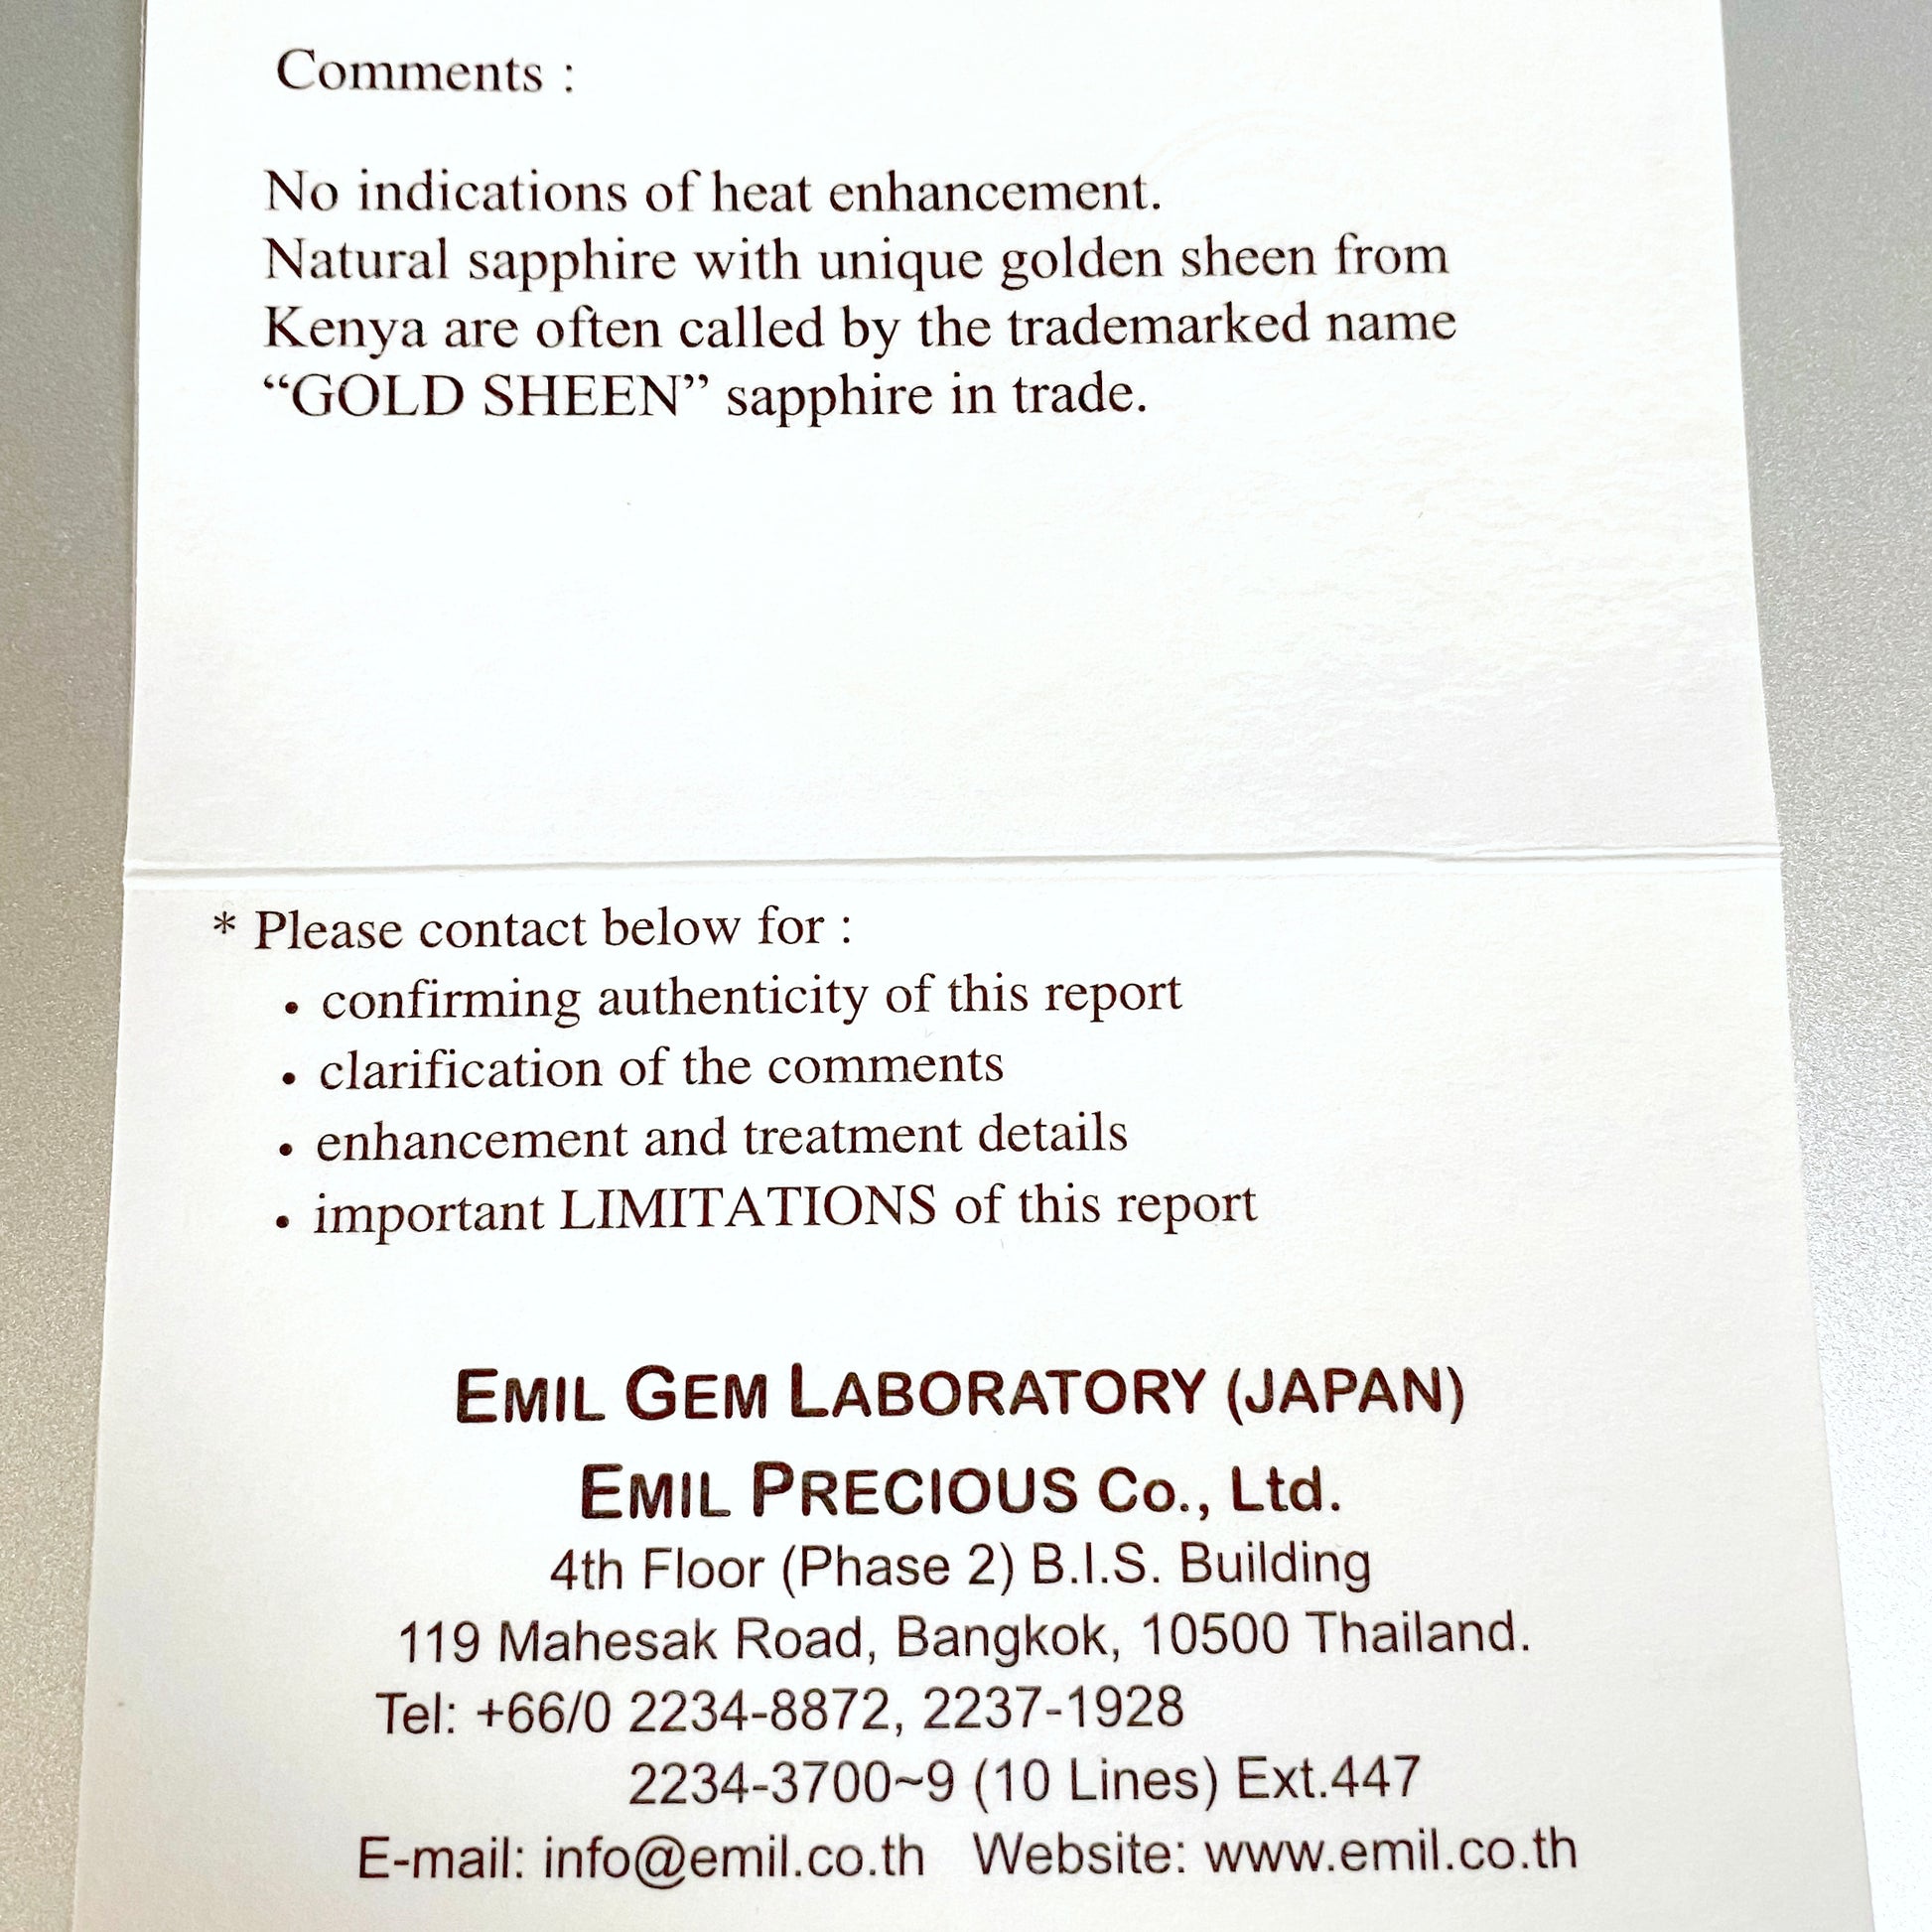 Comments :
No indications of heat enhancement.
Natural sapphire with unique golden sheen from
Kenya are often called by the trademarked name
“GOLD SHEEN” sapphire in trade.
* Please contact below for :
• confirming authenticity of this report
• clarification of the comments
• enhancement and treatment details
• important LIMITATIONS of this report
EMIL GEM LABORATORY (JAPAN)
EMIL PRECIOUS Co., Ltd.
4th Floor (Phase 2) B.I.S. Building
119 Mahesak Road, Bangkok, 10500 Thailand.
Tel: +66/0 2234-8872, 2237-1928
2234-3700~9 (10 Lines) Ext.447
E-mail: info@emil.co.th Website: www.emil.co.th